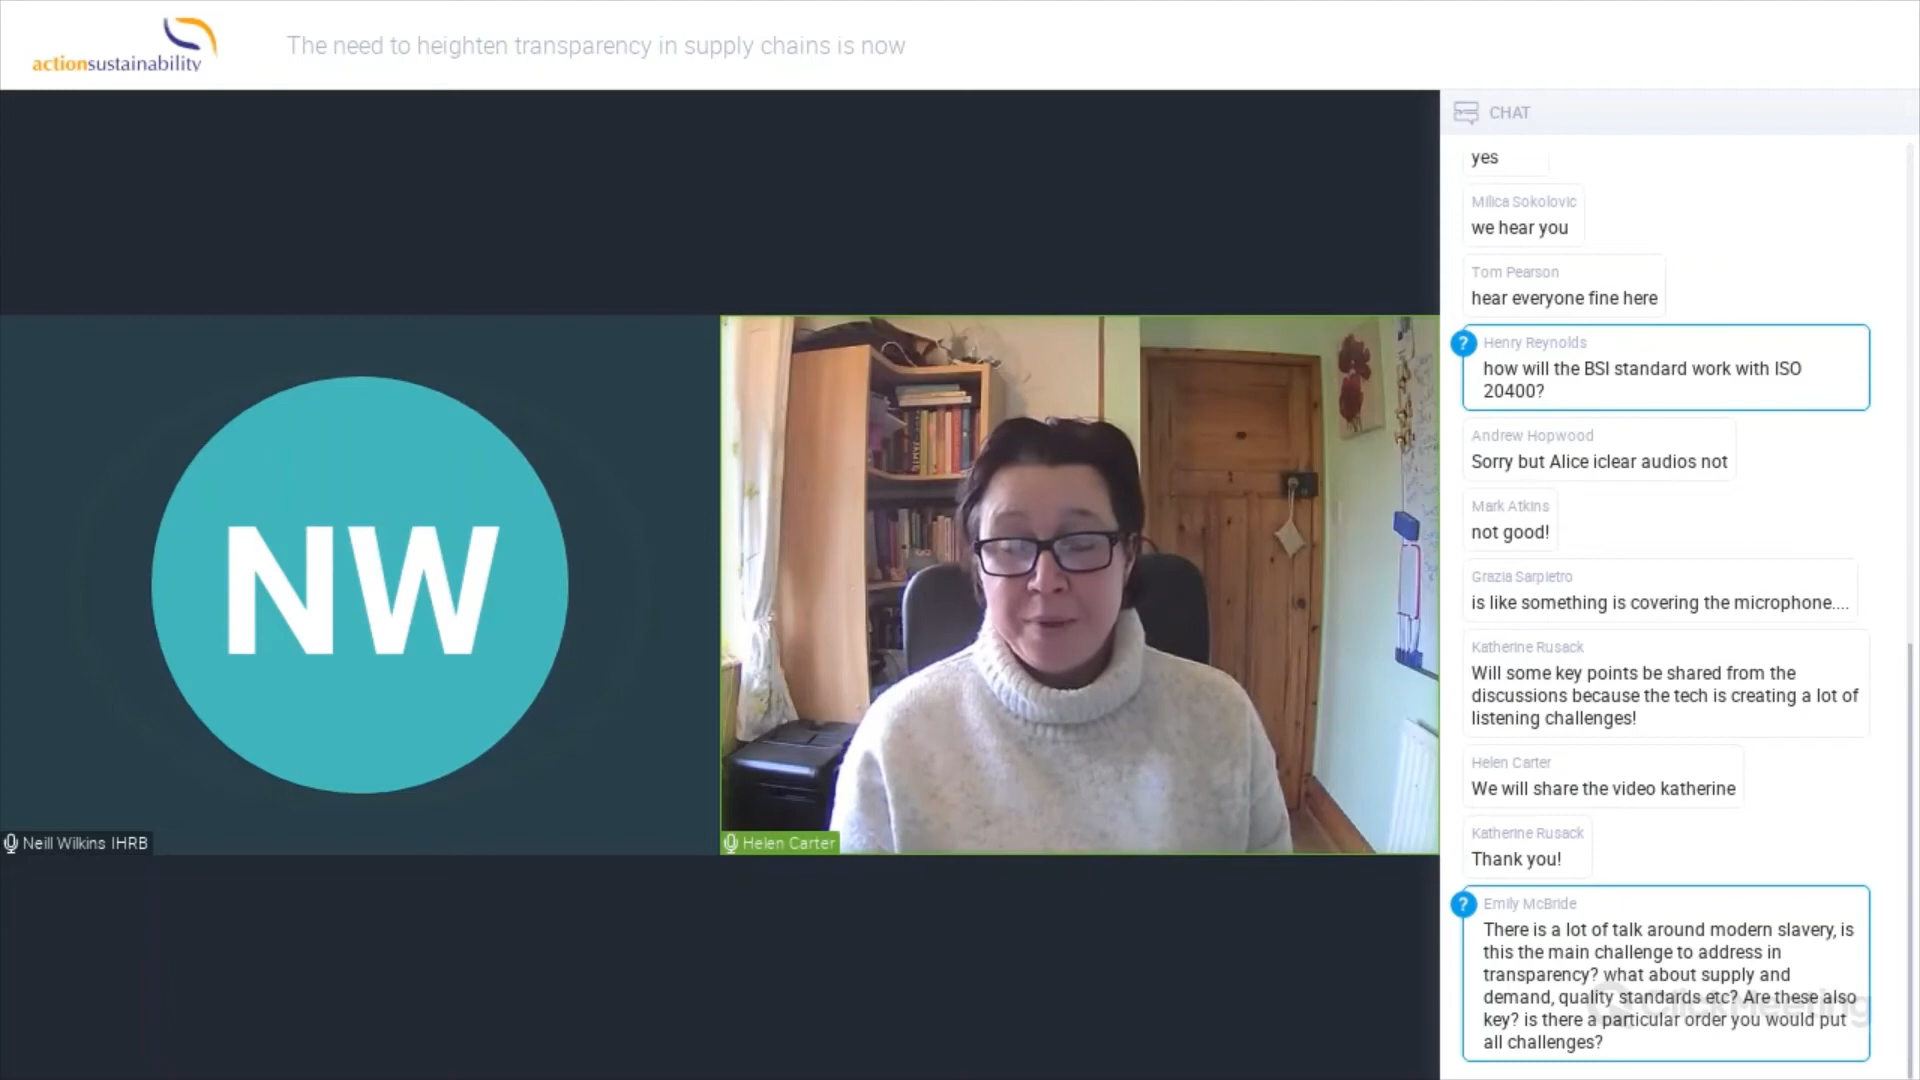 actionsustainability
The need to heighten transparency in supply chains is now
CHAT
yes
Milica Sokolovic
we hear you
Tom Pearson
hear everyone fine here
?
Henry Reynolds
how will the BSI standard work with ISO
20400?
Andrew Hopwood
Sorry but Alice iclear audios not
Mark Atkins
not good!
Grazia Sarpietro
is like something is covering the microphone....
Katherine Rusack
Will some key points be shared from the
discussions because the tech is creating a lot of
listening challenges!
Helen Carter
We will share the video katherine
Katherine Rusack
Thank you!
?
Emily McBride
There is a lot of talk around modern slavery, is
this the main challenge to address in
transparency? what about supply and
demand, quality standards etc? Are these also
key? is there a particular order you would put
all challenges?
ClickMeeting
NW
Neill Wilkins IHRB
Helen Carter